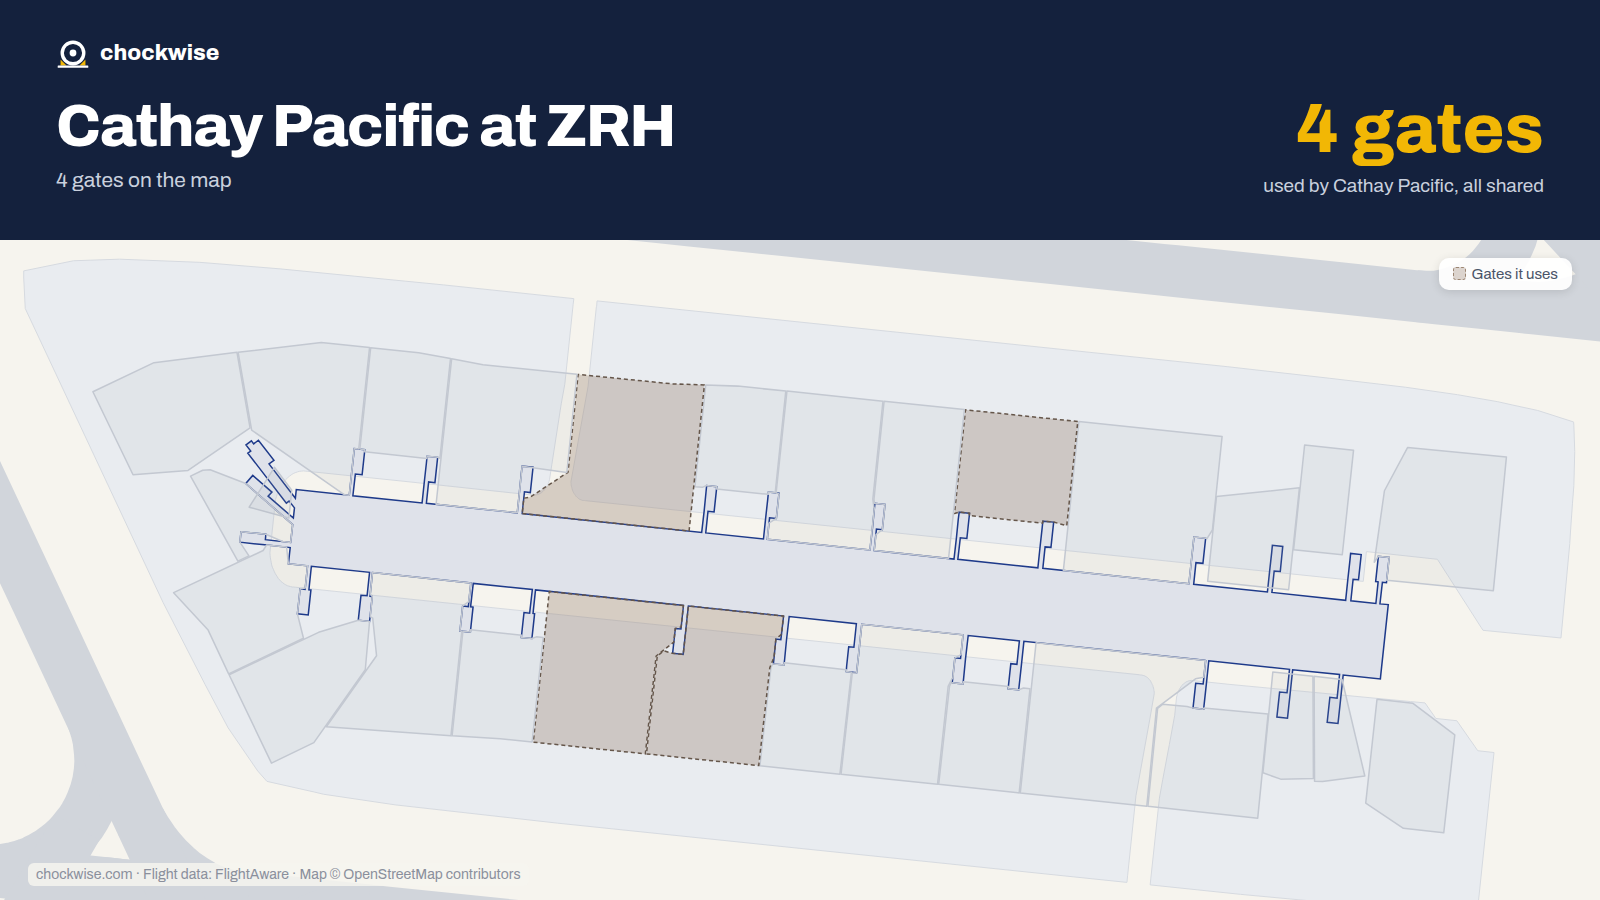 chockwise
Cathay Pacific at ZRH
4 gates on the map
4 gates
used by Cathay Pacific, all shared
Gates it uses
chockwise.com · Flight data: FlightAware · Map © OpenStreetMap contributors